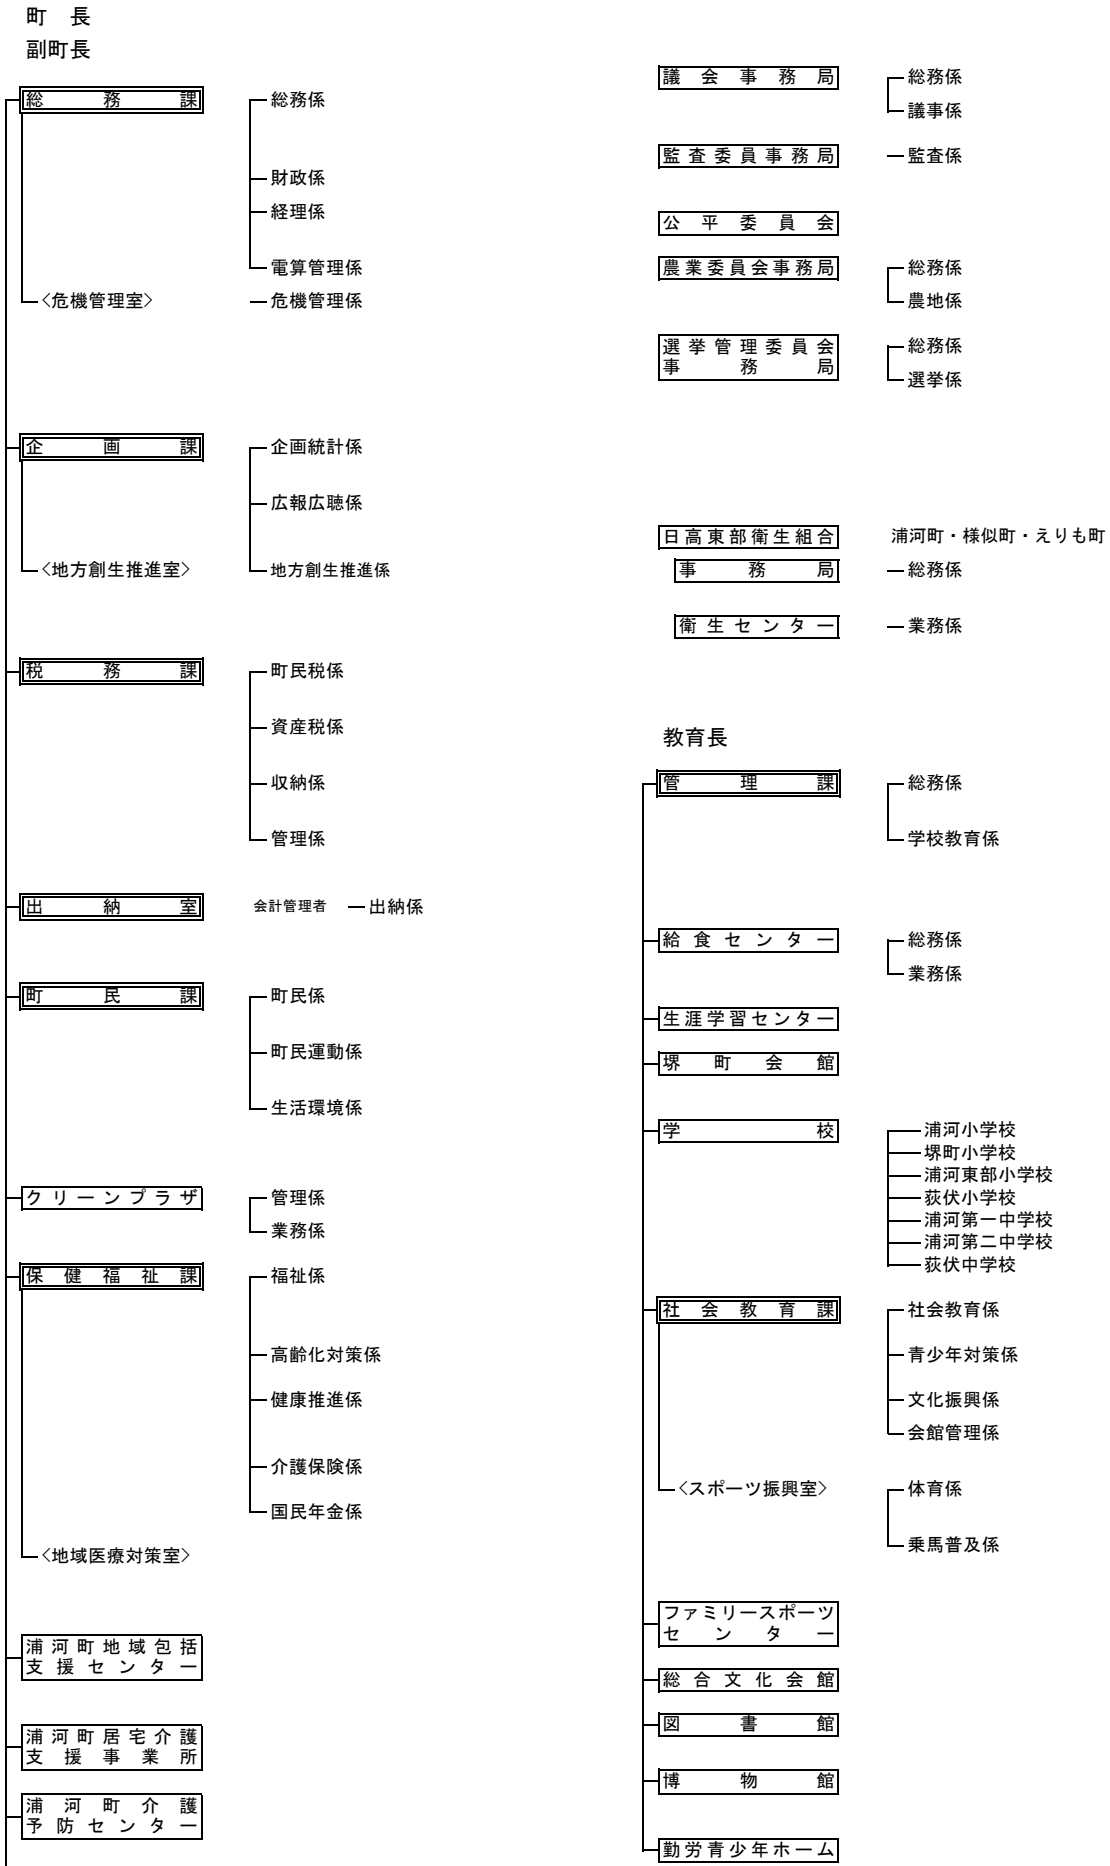 町 長
副町長
総務課
総務係
財政係
経理係
電算管理係
〈危機管理室〉
危機管理係
企画課
企画統計係
広報広聴係
〈地方創生推進室〉
地方創生推進係
税務課
町民税係
資産税係
収納係
管理係
出納室
会計管理者
出納係
町民課
町民係
町民運動係
生活環境係
クリーンプラザ
管理係
業務係
保健福祉課
福祉係
高齢化対策係
健康推進係
介護保険係
国民年金係
〈地域医療対策室〉
浦河町地域包括
支援センター
浦河町居宅介護
支援事業所
浦河町介護
予防センター
議会事務局
総務係
議事係
監査委員事務局
監査係
公平委員会
農業委員会事務局
総務係
農地係
選挙管理委員会
事務局
総務係
選挙係
日高東部衛生組合
浦河町・様似町・えりも町
事務局
総務係
衛生センター
業務係
教育長
管理課
総務係
学校教育係
給食センター
総務係
業務係
生涯学習センター
堺町会館
学校
浦河小学校
堺町小学校
浦河東部小学校
荻伏小学校
浦河第一中学校
浦河第二中学校
荻伏中学校
社会教育課
社会教育係
青少年対策係
文化振興係
会館管理係
〈スポーツ振興室〉
体育係
乗馬普及係
ファミリースポーツ
センター
総合文化会館
図書館
博物館
勤労青少年ホーム